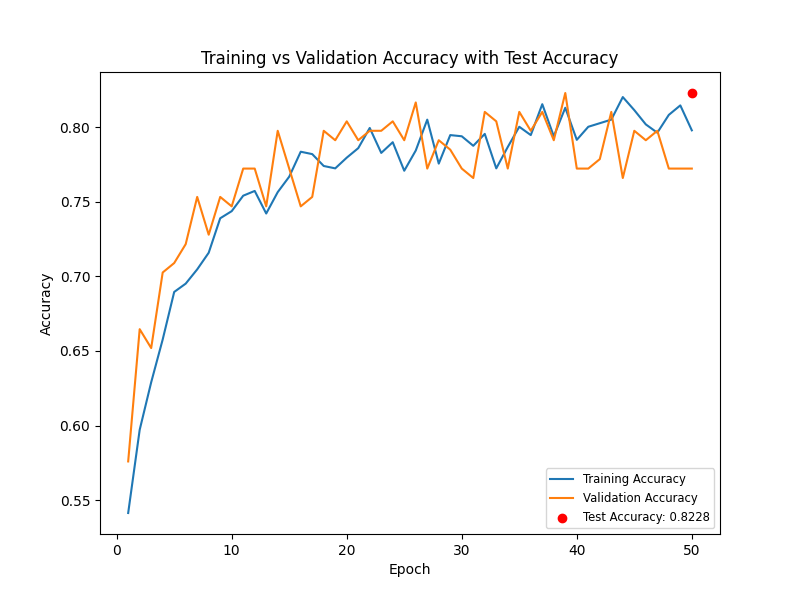 Training vs Validation Accuracy with Test Accuracy
Accuracy
0.80
0.75
0.70
0.65
0.60
0.55
0
10
20
30
40
50
Epoch
Training Accuracy
Validation Accuracy
Test Accuracy: 0.8228